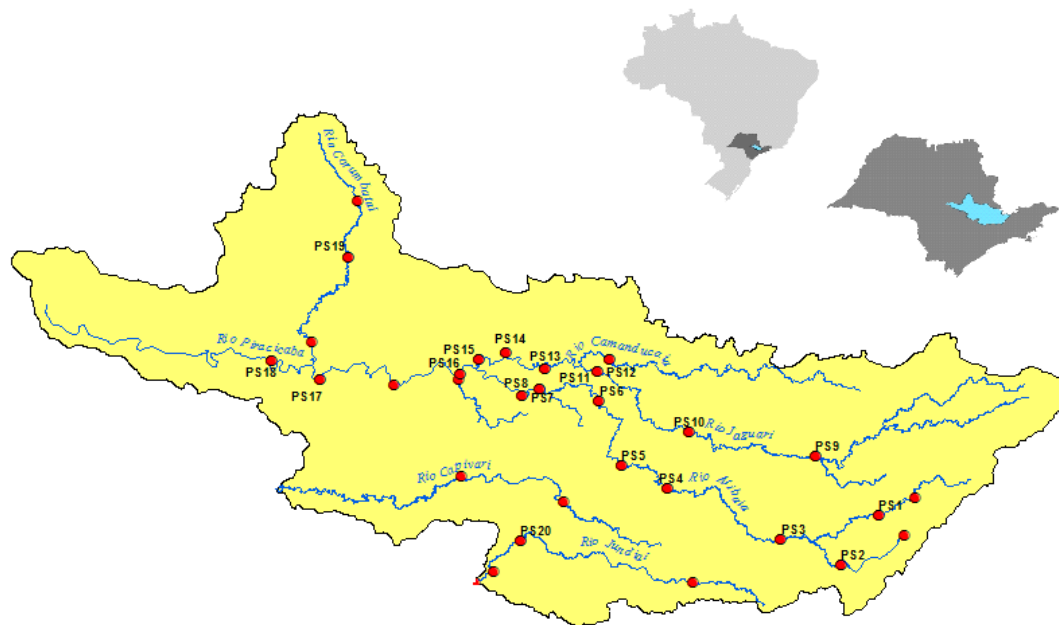 Rio Corumbataí
PS19
Rio Piracicaba
PS18
PS17
PS16
PS15
PS14
PS13
Rio Camanducaia
PS12
PS11
PS8
PS7
PS6
PS10
Rio Jaguari
PS9
PS5
PS4
Rio Atibaia
PS3
PS1
PS2
Rio Capivari
PS20
Rio Jundiaí